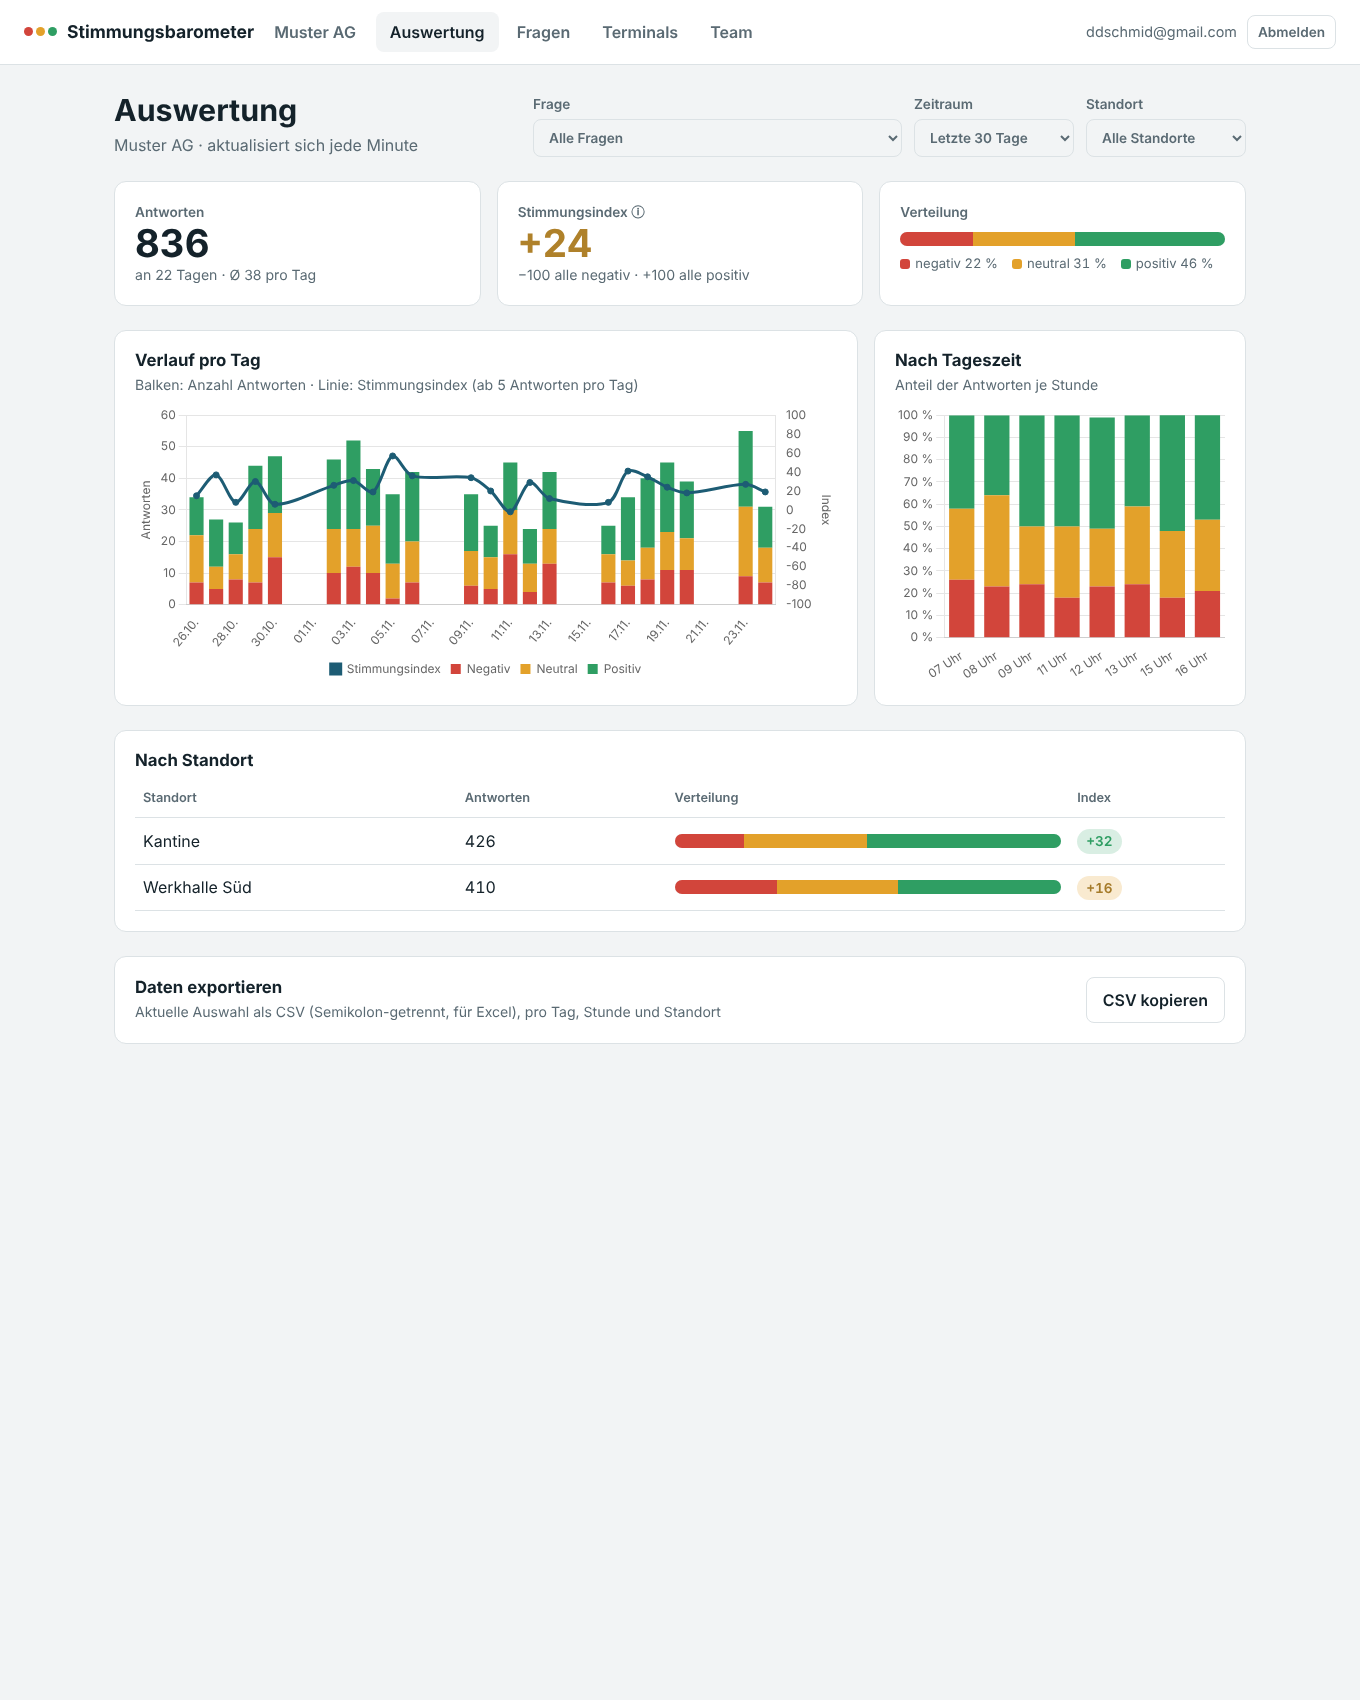 Stimmungsbarometer Muster AG Auswertung Fragen Terminals Team ddschmid@gmail.com Abmelden
Auswertung
Muster AG · aktualisiert sich jede Minute
Frage Zeitraum Standort
Alle Fragen Letzte 30 Tage Alle Standorte
Antworten
836
an 22 Tagen · Ø 38 pro Tag
Stimmungsindex ⓘ
+24
−100 alle negativ · +100 alle positiv
Verteilung
negativ 22 % neutral 31 % positiv 46 %
Verlauf pro Tag
Balken: Anzahl Antworten · Linie: Stimmungsindex (ab 5 Antworten pro Tag)
Antworten
60
50
40
30
20
10
0
100
80
60
40
20
0
-20
-40
-60
-80
-100
Index
26.10. 28.10. 30.10. 01.11. 03.11. 05.11. 07.11. 09.11. 11.11. 13.11. 15.11. 17.11. 19.11. 21.11. 23.11.
Stimmungsindex Negativ Neutral Positiv
Nach Tageszeit
Anteil der Antworten je Stunde
100 %
90 %
80 %
70 %
60 %
50 %
40 %
30 %
20 %
10 %
0 %
07 Uhr 08 Uhr 09 Uhr 11 Uhr 12 Uhr 13 Uhr 15 Uhr 16 Uhr
Nach Standort
Standort Antworten Verteilung Index
Kantine 426 +32
Werkhalle Süd 410 +16
Daten exportieren
Aktuelle Auswahl als CSV (Semikolon-getrennt, für Excel), pro Tag, Stunde und Standort
CSV kopieren